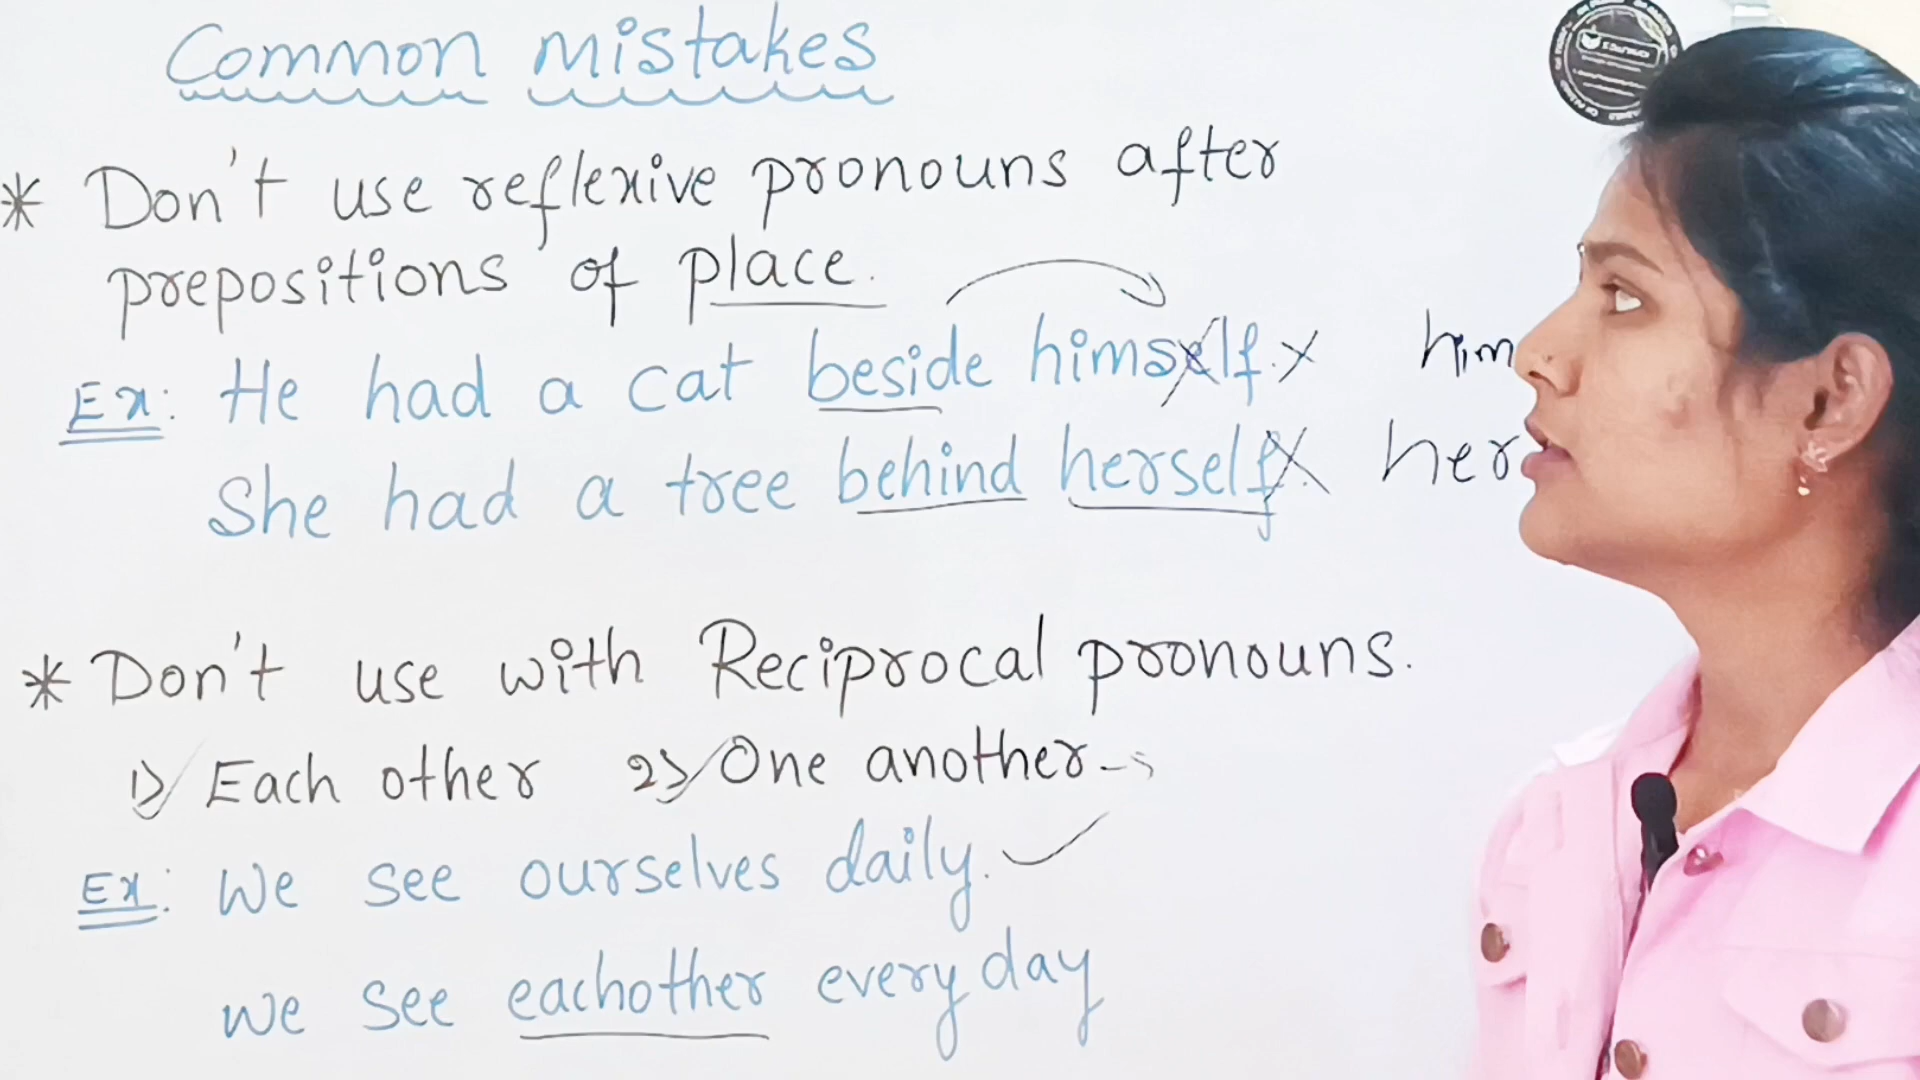 Common mistakes
* Don't use reflexive pronouns after
prepositions of place.
Ex: He had a cat beside himself. x him
She had a tree behind herself. x her
* Don't use with Reciprocal pronouns.
1) Each other 2) One another
Ex: We see ourselves daily. ✓
We see eachother every day